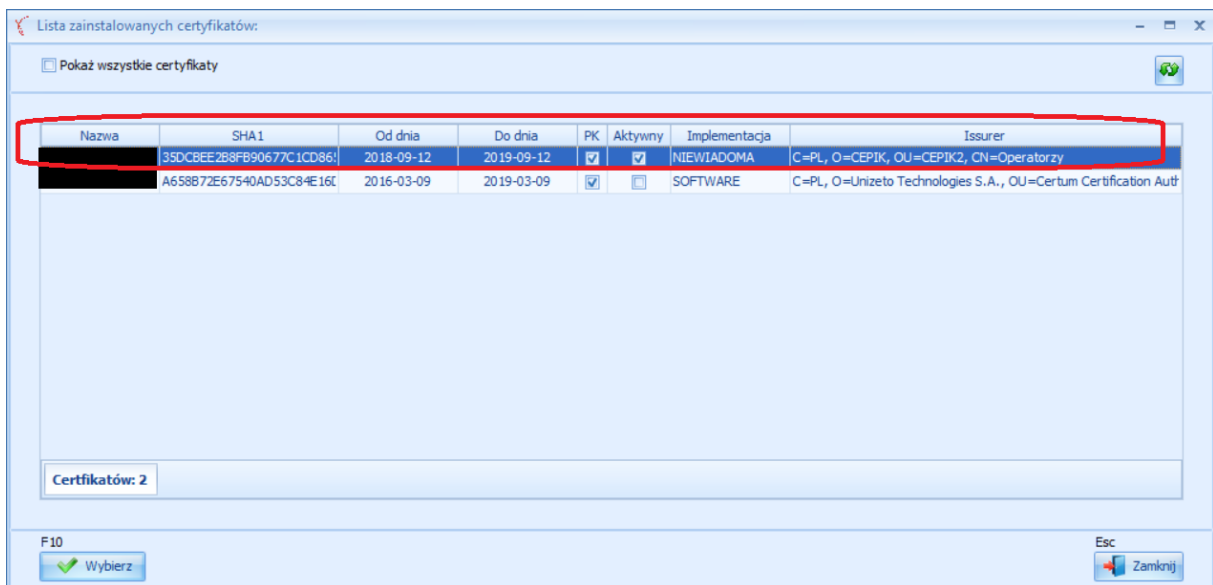 Lista zainstalowanych certyfikatów:
Pokaż wszystkie certyfikaty
Nazwa SHA1 Od dnia Do dnia PK Aktywny Implementacja Issurer
35DCBEE2B8FB90677C1CD86 2018-09-12 2019-09-12 NIEWIADOMA C=PL, O=CEPIK, OU=CEPIK2, CN=Operatorzy
A658B72E67540AD53C84E16 2016-03-09 2019-03-09 SOFTWARE C=PL, O=Unizeto Technologies S.A., OU=Certum Certification Auth
Certfikatów: 2
F10 Esc
Wybierz Zamknij